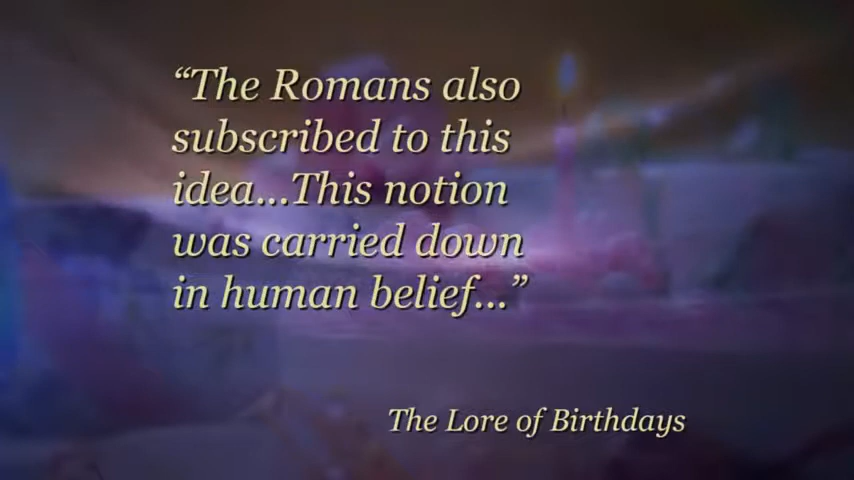 “The Romans also
subscribed to this
idea...This notion
was carried down
in human belief...”
The Lore of Birthdays